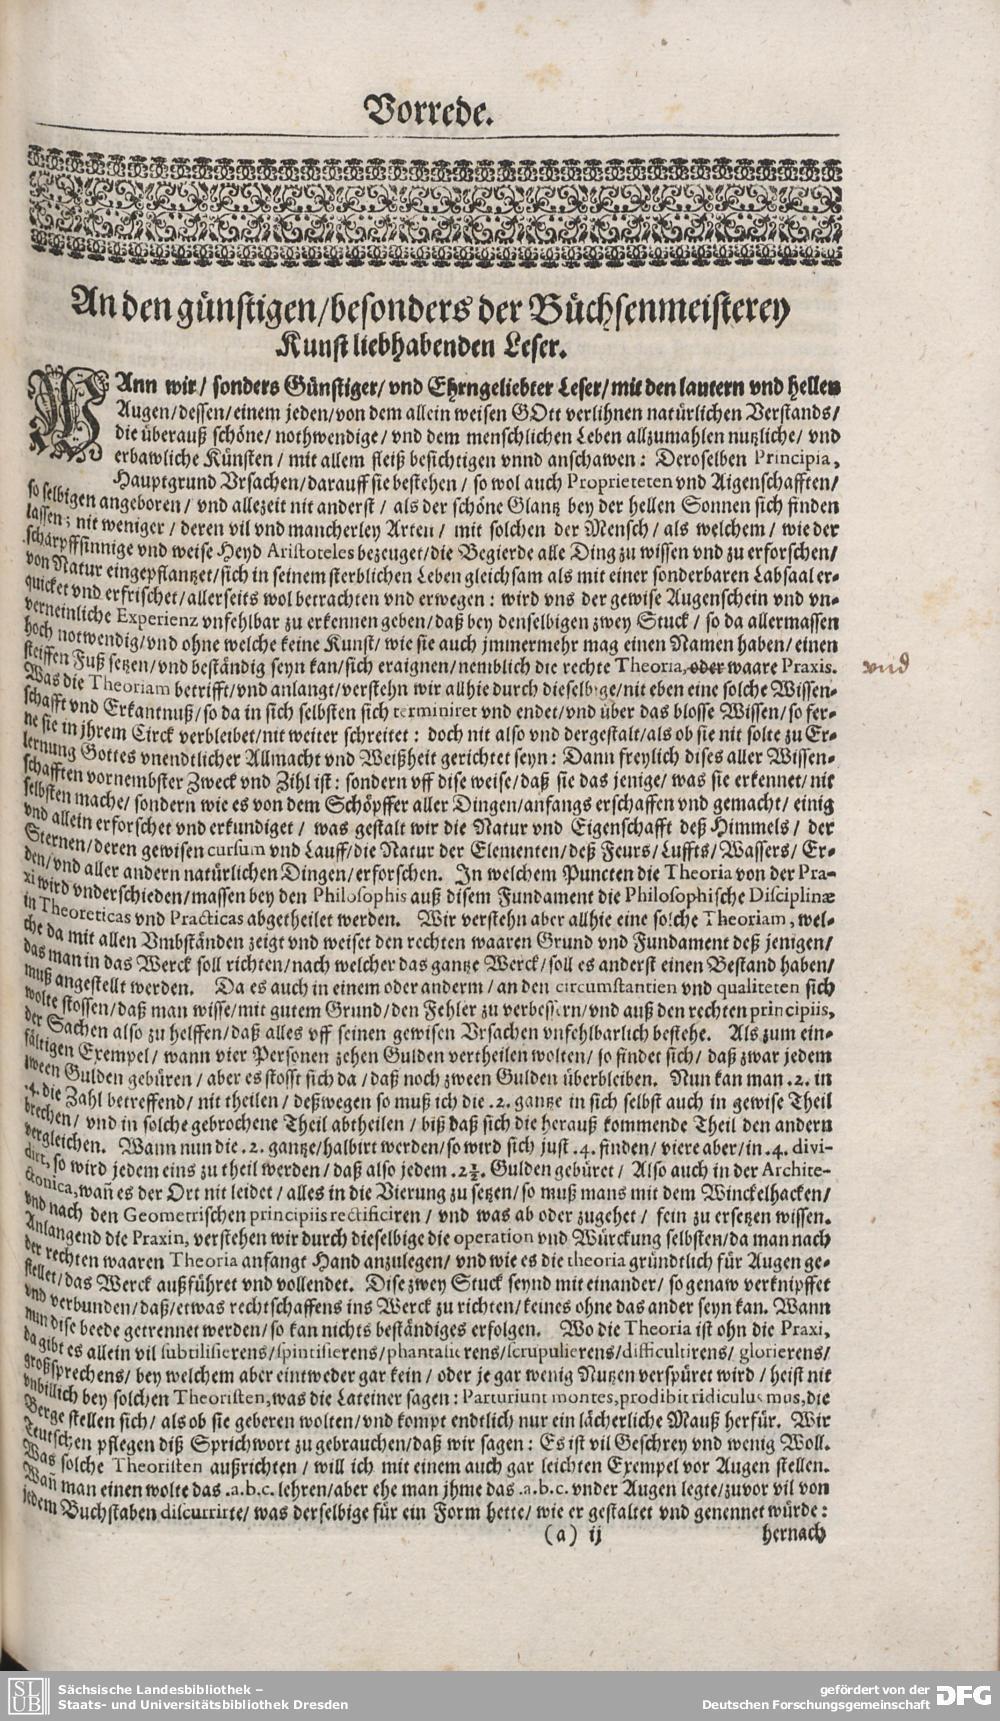 Vorrede.
An den günstigen/besonders der Büchsenmeisterey
Kunst liebhabenden Leser.
WAnn wir/ sonders Günstiger/ vnd Ehrngeliebter Leser/ mit den lautern vnd hellen
Augen/dessen/einem jeden/von dem allein weisen GOtt verlihnen natürlichen Verstands/
die überauß schöne/ nothwendige/ vnd dem menschlichen Leben allzumahlen nutzliche/ vnd
erbawliche Künsten/ mit allem fleiß besichtigen vnnd anschawen: Deroselben Principia,
Hauptgrund Vrsachen/darauff sie bestehen/ so wol auch Proprieteten vnd Aigenschafften/
so selbigen angeboren/ vnd allezeit nit anderst/ als der schöne Glantz bey der hellen Sonnen sich finden
lassen; nit weniger/ deren vil vnd mancherley Arten/ mit solchen der Mensch/ als welchem/ wie der
scharpffsinnige vnd weise Heyd Aristoteles bezeuget/die Begierde alle Ding zu wissen vnd zu erforschen/
von Natur eingepflantzet/sich in seinem sterblichen Leben gleichsam als mit einer sonderbaren Labsaal er-
quicket vnd erfrischet/allerseits wol betrachten vnd erwegen: wird vns der gewise Augenschein vnd vn-
verneinliche Experienz vnfehlbar zu erkennen geben/daß bey denselbigen zwey Stuck/ so da allermassen
hoch notwendig/vnd ohne welche keine Kunst/ wie sie auch jmmermehr mag einen Namen haben/ einen
steiffen Fuß setzen/vnd beständig seyn kan/sich eraignen/nemblich die rechte Theoria, oder waare Praxis. vnd
Was die Theoriam betrifft/vnd anlangt/verstehn wir allhie durch dieselbige/nit eben eine solche Wissen-
schafft vnd Erkantnuß/so da in sich selbsten sich terminiret vnd endet/vnd über das blosse Wissen/ so fer-
ne sie in jhrem Circk verbleibet/nit weiter schreitet: doch nit also vnd dergestalt/als ob sie nit solte zu Er-
lernung Gottes vnendtlicher Allmacht vnd Weißheit gerichtet seyn: Dann freylich dises aller Wissen-
schafften vornembster Zweck vnd Zihl ist: sondern vff dise weise/daß sie das jenige/ was sie erkennet/ nit
selbsten mache/ sondern wie es von dem Schöpffer aller Dingen/anfangs erschaffen vnd gemacht/ einig
vnd allein erforschet vnd erkundiget/ was gestalt wir die Natur vnd Eigenschafft deß Himmels/ der
Sternen/deren gewisen cursum vnd Lauff/die Natur der Elementen/deß Feurs/Luffts/Wassers/ Er-
den/vnd aller andern natürlichen Dingen/erforschen. In welchem Puncten die Theoria von der Pra-
xi wird vnderschieden/massen bey den Philosophis auß disem Fundament die Philosophische Disciplinæ
in Theoreticas vnd Practicas abgetheilet werden. Wir verstehn aber allhie eine solche Theoriam, wel-
che da mit allen Vmbständen zeigt vnd weiset den rechten waaren Grund vnd Fundament deß jenigen/
das man in das Werck soll richten/nach welcher das gantze Werck/soll es anderst einen Bestand haben/
muß angestellt werden. Da es auch in einem oder anderm/ an den circumstantien vnd qualiteten sich
wolte stossen/daß man wisse/mit gutem Grund/den Fehler zu verbessern/vnd auß den rechten principiis,
der Sachen also zu helffen/daß alles vff seinen gewisen Vrsachen vnfehlbarlich bestehe. Als zum ein-
fältigen Exempel/ wann vier Personen zehen Gulden vertheilen wolten/ so findet sich/ daß zwar jedem
zween Gulden gebüren/ aber es stosst sich da/ daß noch zween Gulden überbleiben. Nun kan man .2. in
.4. die Zahl betreffend/ nit theilen/ deßwegen so muß ich die .2. gantze in sich selbst auch in gewise Theil
brechen/ vnd in solche gebrochene Theil abtheilen/ biß daß sich die herauß kommende Theil den andern
vergleichen. Wann nun die .2. gantze/halbirt werden/so wird sich just .4. finden/ viere aber/in .4. divi-
dirt, so wird jedem eins zu theil werden/ daß also jedem .2½. Gulden gebüret/ Also auch in der Archite-
ctonica, wañ es der Ort nit leidet/ alles in die Vierung zu setzen/so muß mans mit dem Winckelhacken/
vnd nach den Geometrischen principiis rectificiren/ vnd was ab oder zugehet/ fein zu ersetzen wissen.
Anlangend die Praxin, verstehen wir durch dieselbige die operation vnd Würckung selbsten/da man nach
der rechten waaren Theoria anfangt Hand anzulegen/ vnd wie es die theoria gründtlich für Augen ge-
stellet/das Werck außführet vnd vollendet. Dise zwey Stuck seynd mit einander/ so genaw verknipffet
vnd verbunden/daß/etwas rechtschaffens ins Werck zu richten/keines ohne das ander seyn kan. Wann
nun dise beede getrennet werden/so kan nichts beständiges erfolgen. Wo die Theoria ist ohn die Praxi,
da gibt es allein vil subtilisierens/spintisierens/phantasierens/scrupulierens/difficultirens/ glorierens/
großsprechens/ bey welchem aber eintweder gar kein/ oder je gar wenig Nutzen verspüret wird/ heist nit
vnbillich bey solchen Theoristen, was die Lateiner sagen: Parturiunt montes, prodibit ridiculus mus, die
Berge stellen sich/ als ob sie geberen wolten/vnd kompt endtlich nur ein lächerliche Mauß herfür. Wir
Teutschen pflegen diß Sprichwort zu gebrauchen/daß wir sagen: Es ist vil Geschrey vnd wenig Woll.
Was solche Theoristen außrichten/ will ich mit einem auch gar leichten Exempel vor Augen stellen.
Wañ man einen wolte das .a.b.c. lehren/aber ehe man jhme das .a.b.c. vnder Augen legte/zuvor vil von
jedem Buchstaben discurrirte/ was derselbige für ein Form hette/ wie er gestaltet vnd genennet würde:
(a) ij hernach
SLUB
Sächsische Landesbibliothek –
Staats- und Universitätsbibliothek Dresden
gefördert von der
Deutschen Forschungsgemeinschaft
DFG